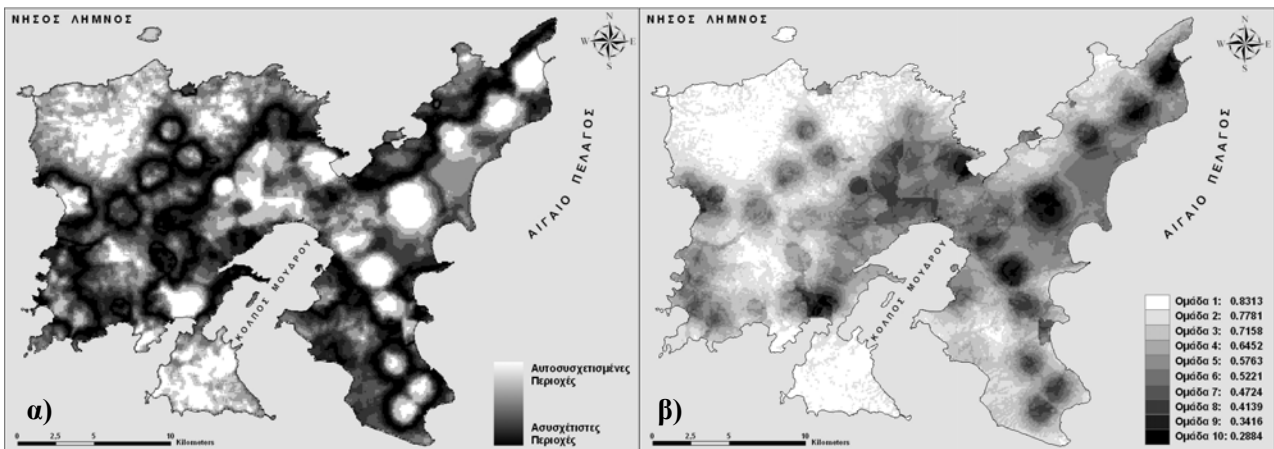 ΝΗΣΟΣ ΛΗΜΝΟΣ
N
W E
S
ΑΙΓΑΙΟ ΠΕΛΑΓΟΣ
ΚΟΛΠΟΣ ΜΟΥΔΡΟΥ
Αυτοσυχετισμένες
Περιοχές
Ασυσχέτιστες
Περιοχές
α)
0 2,5 5 10
Kilometers
ΝΗΣΟΣ ΛΗΜΝΟΣ
N
W E
S
ΑΙΓΑΙΟ ΠΕΛΑΓΟΣ
ΚΟΛΠΟΣ ΜΟΥΔΡΟΥ
Ομάδα 1: 0.8313
Ομάδα 2: 0.7781
Ομάδα 3: 0.7158
Ομάδα 4: 0.6452
Ομάδα 5: 0.5763
Ομάδα 6: 0.5221
Ομάδα 7: 0.4724
Ομάδα 8: 0.4139
Ομάδα 9: 0.3416
Ομάδα 10: 0.2884
β)
0 2,5 5 10
Kilometers